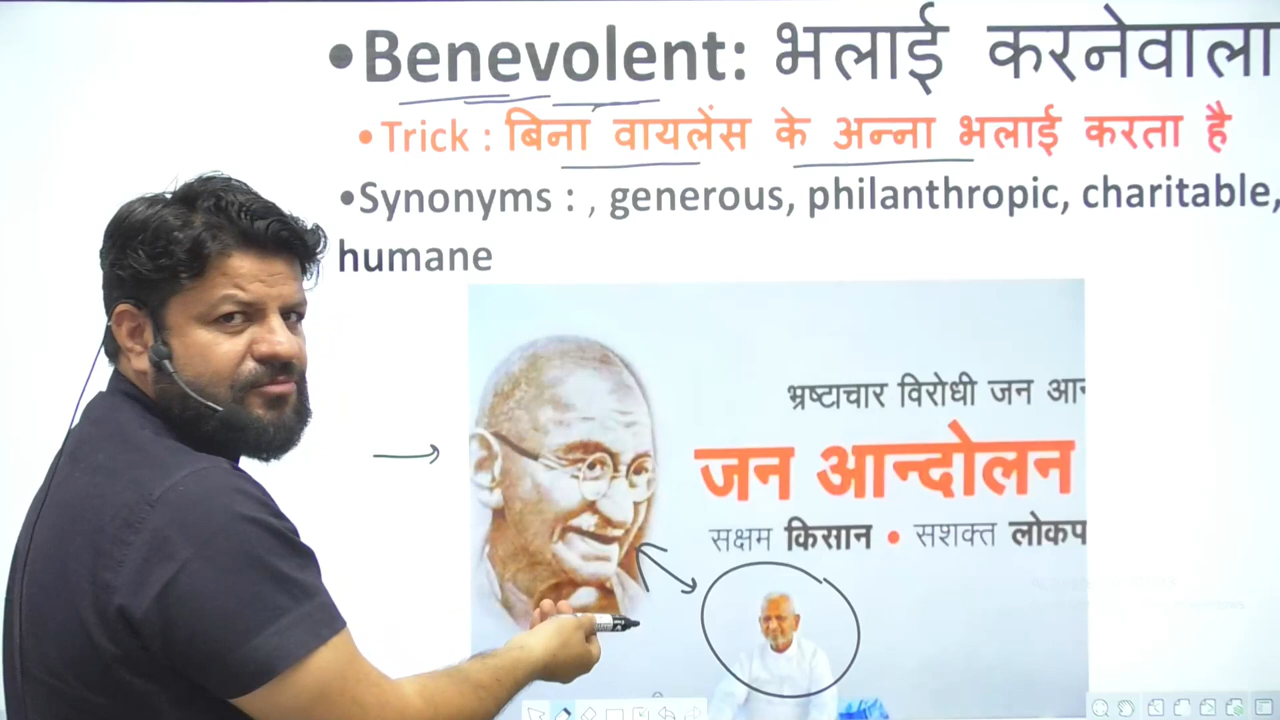 •Benevolent: भलाई करनेवाला
•Trick : बिना वायलेंस के अन्ना भलाई करता है
•Synonyms : , generous, philanthropic, charitable,
humane
भ्रष्टाचार विरोधी जन
जन आन्दोलन
सक्षम किसान • सशक्त